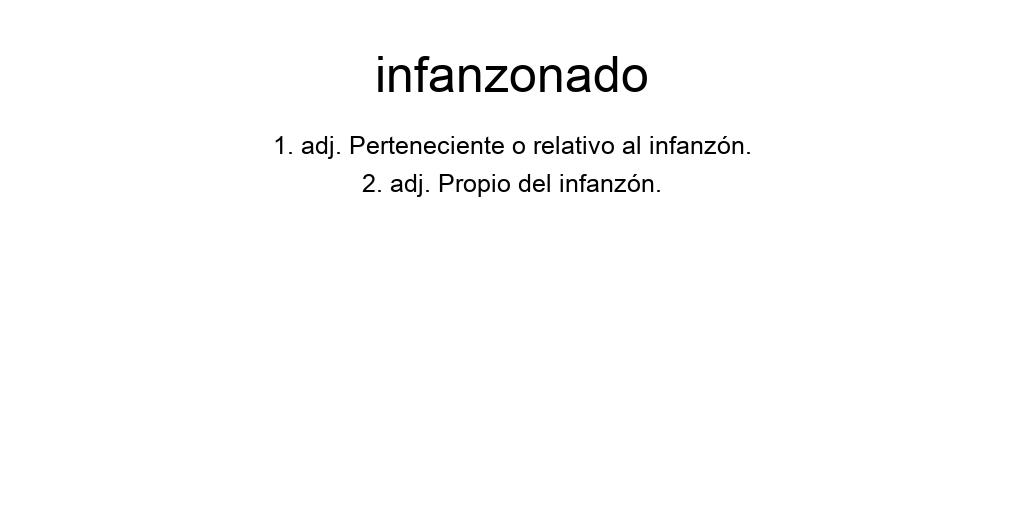 infanzonado
1. adj. Perteneciente o relativo al infanzón.
2. adj. Propio del infanzón.